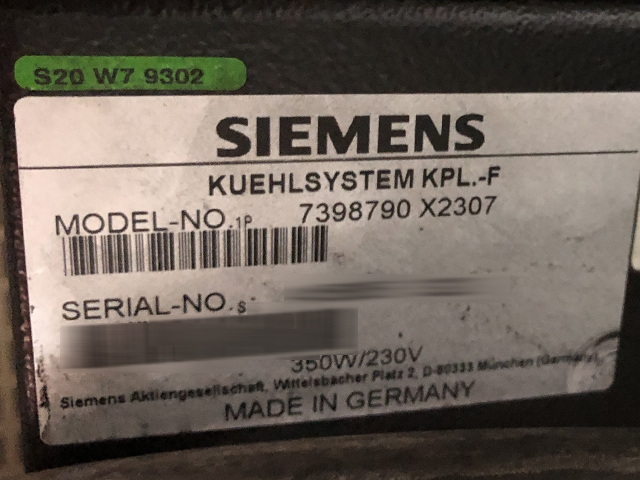 S20 W7 9302
SIEMENS
KUEHLSYSTEM KPL.-F
MODEL-NO.1P 7398790 X2307
SERIAL-NO.S
350W/230V
Siemens Aktiengesellschaft, Wittelsbacher Platz 2, D-80333 München (Germany)
MADE IN GERMANY